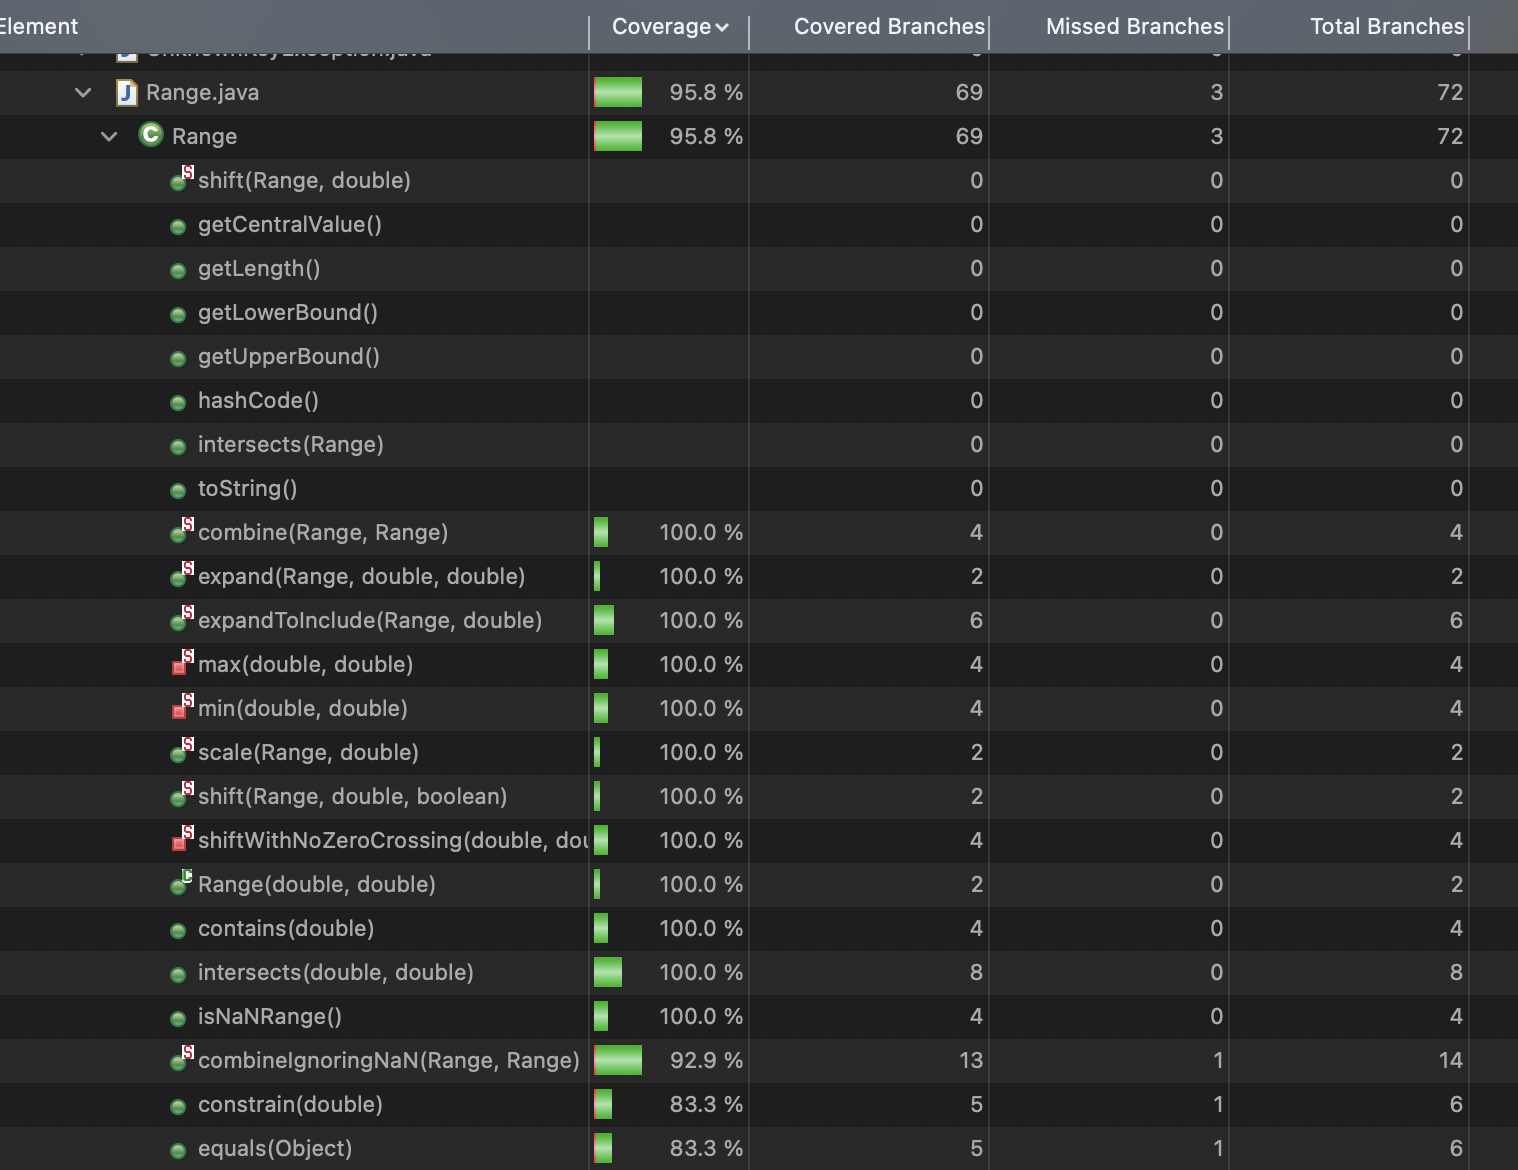 Element Coverage Covered Branches Missed Branches Total Branches
Range.java 95.8 % 69 3 72
Range 95.8 % 69 3 72
shift(Range, double) 0 0 0
getCentralValue() 0 0 0
getLength() 0 0 0
getLowerBound() 0 0 0
getUpperBound() 0 0 0
hashCode() 0 0 0
intersects(Range) 0 0 0
toString() 0 0 0
combine(Range, Range) 100.0 % 4 0 4
expand(Range, double, double) 100.0 % 2 0 2
expandToInclude(Range, double) 100.0 % 6 0 6
max(double, double) 100.0 % 4 0 4
min(double, double) 100.0 % 4 0 4
scale(Range, double) 100.0 % 2 0 2
shift(Range, double, boolean) 100.0 % 2 0 2
shiftWithNoZeroCrossing(double, dou 100.0 % 4 0 4
Range(double, double) 100.0 % 2 0 2
contains(double) 100.0 % 4 0 4
intersects(double, double) 100.0 % 8 0 8
isNaNRange() 100.0 % 4 0 4
combineIgnoringNaN(Range, Range) 92.9 % 13 1 14
constrain(double) 83.3 % 5 1 6
equals(Object) 83.3 % 5 1 6